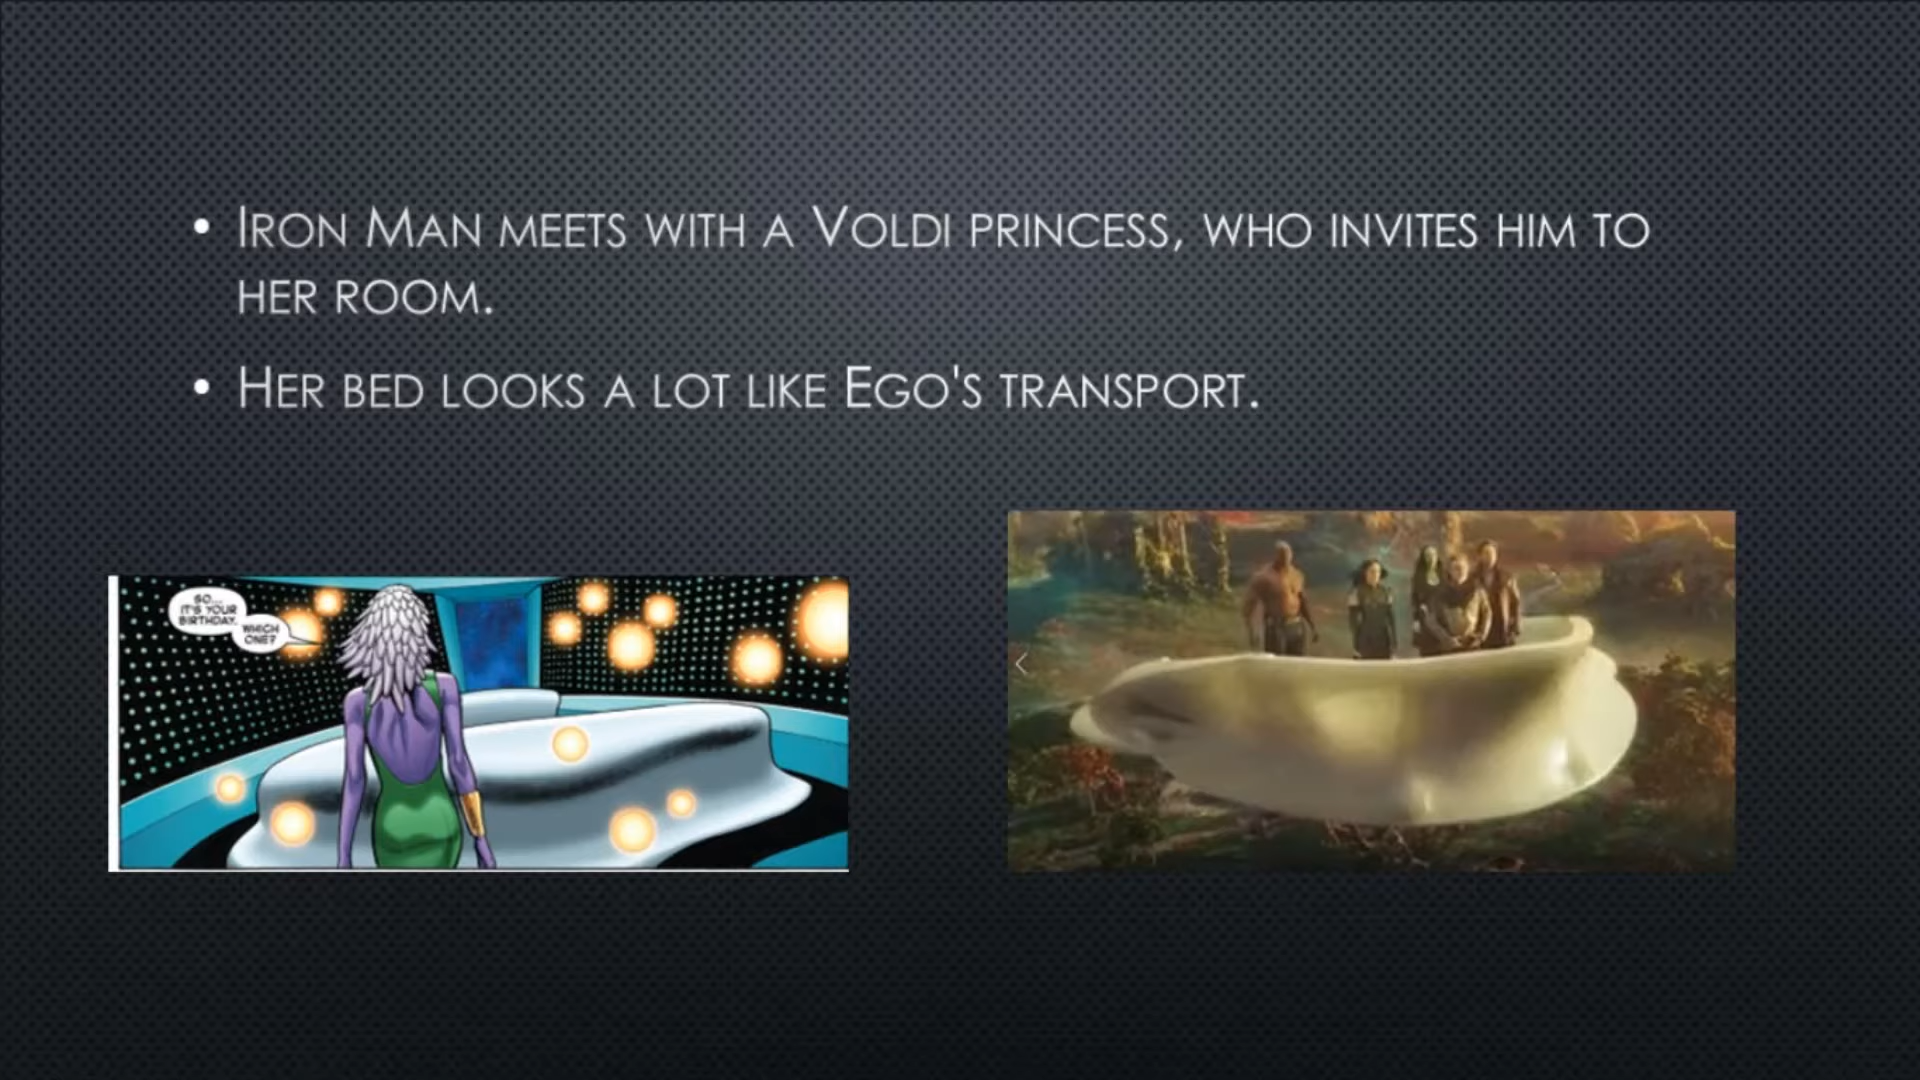 • Iron Man meets with a Voldi princess, who invites him to
her room.
• Her bed looks a lot like Ego's transport.
SO...
IT'S YOUR
BIRTHDAY.
WHICH
ONE?